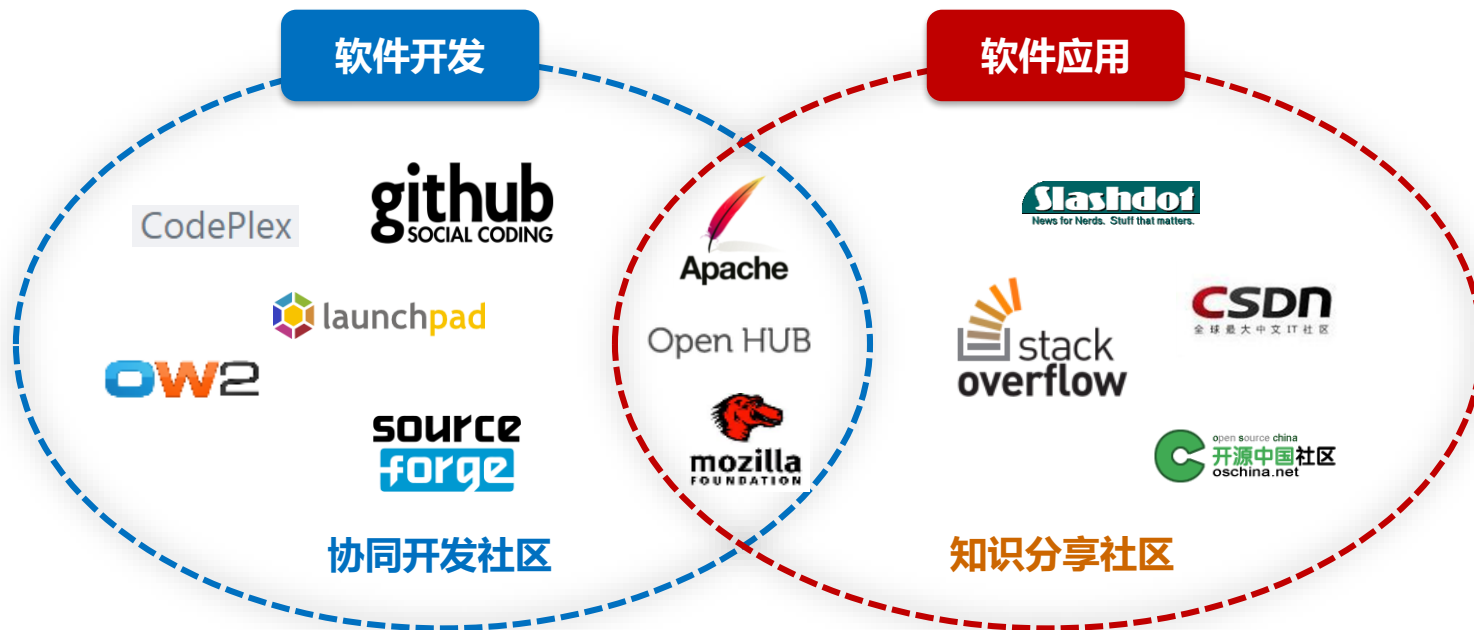 软件开发
软件应用
CodePlex
github
SOCIAL CODING
launchpad
OW2
source
forge
协同开发社区
Apache
Open HUB
mozilla
FOUNDATION
Slashdot
News for Nerds. Stuff that matters.
stack
overflow
CSDN
全球最大中文IT社区
open source china
开源中国社区
oschina.net
知识分享社区